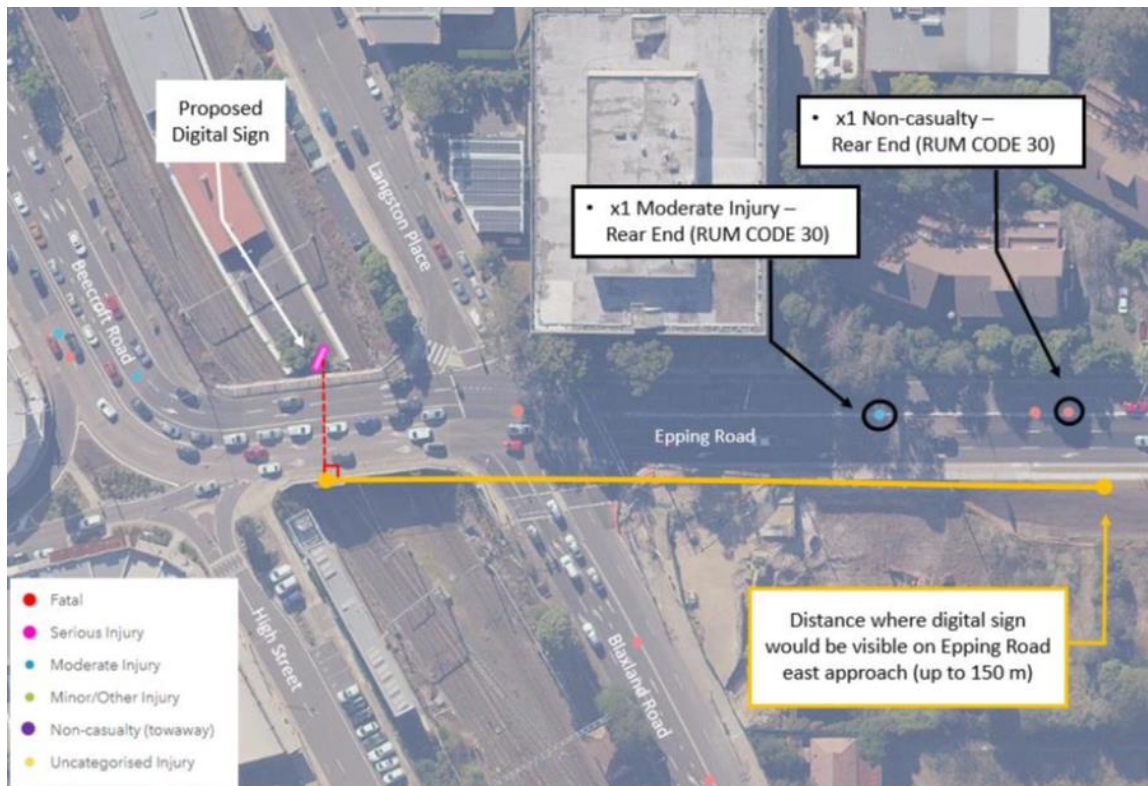 Proposed
Digital Sign
• x1 Non-casualty –
Rear End (RUM CODE 30)
• x1 Moderate Injury –
Rear End (RUM CODE 30)
Langston Place
Beecroft Road
Epping Road
High Street
Blaxland Road
Distance where digital sign
would be visible on Epping Road
east approach (up to 150 m)
Fatal
Serious Injury
Moderate Injury
Minor/Other Injury
Non-casualty (towaway)
Uncategorised Injury